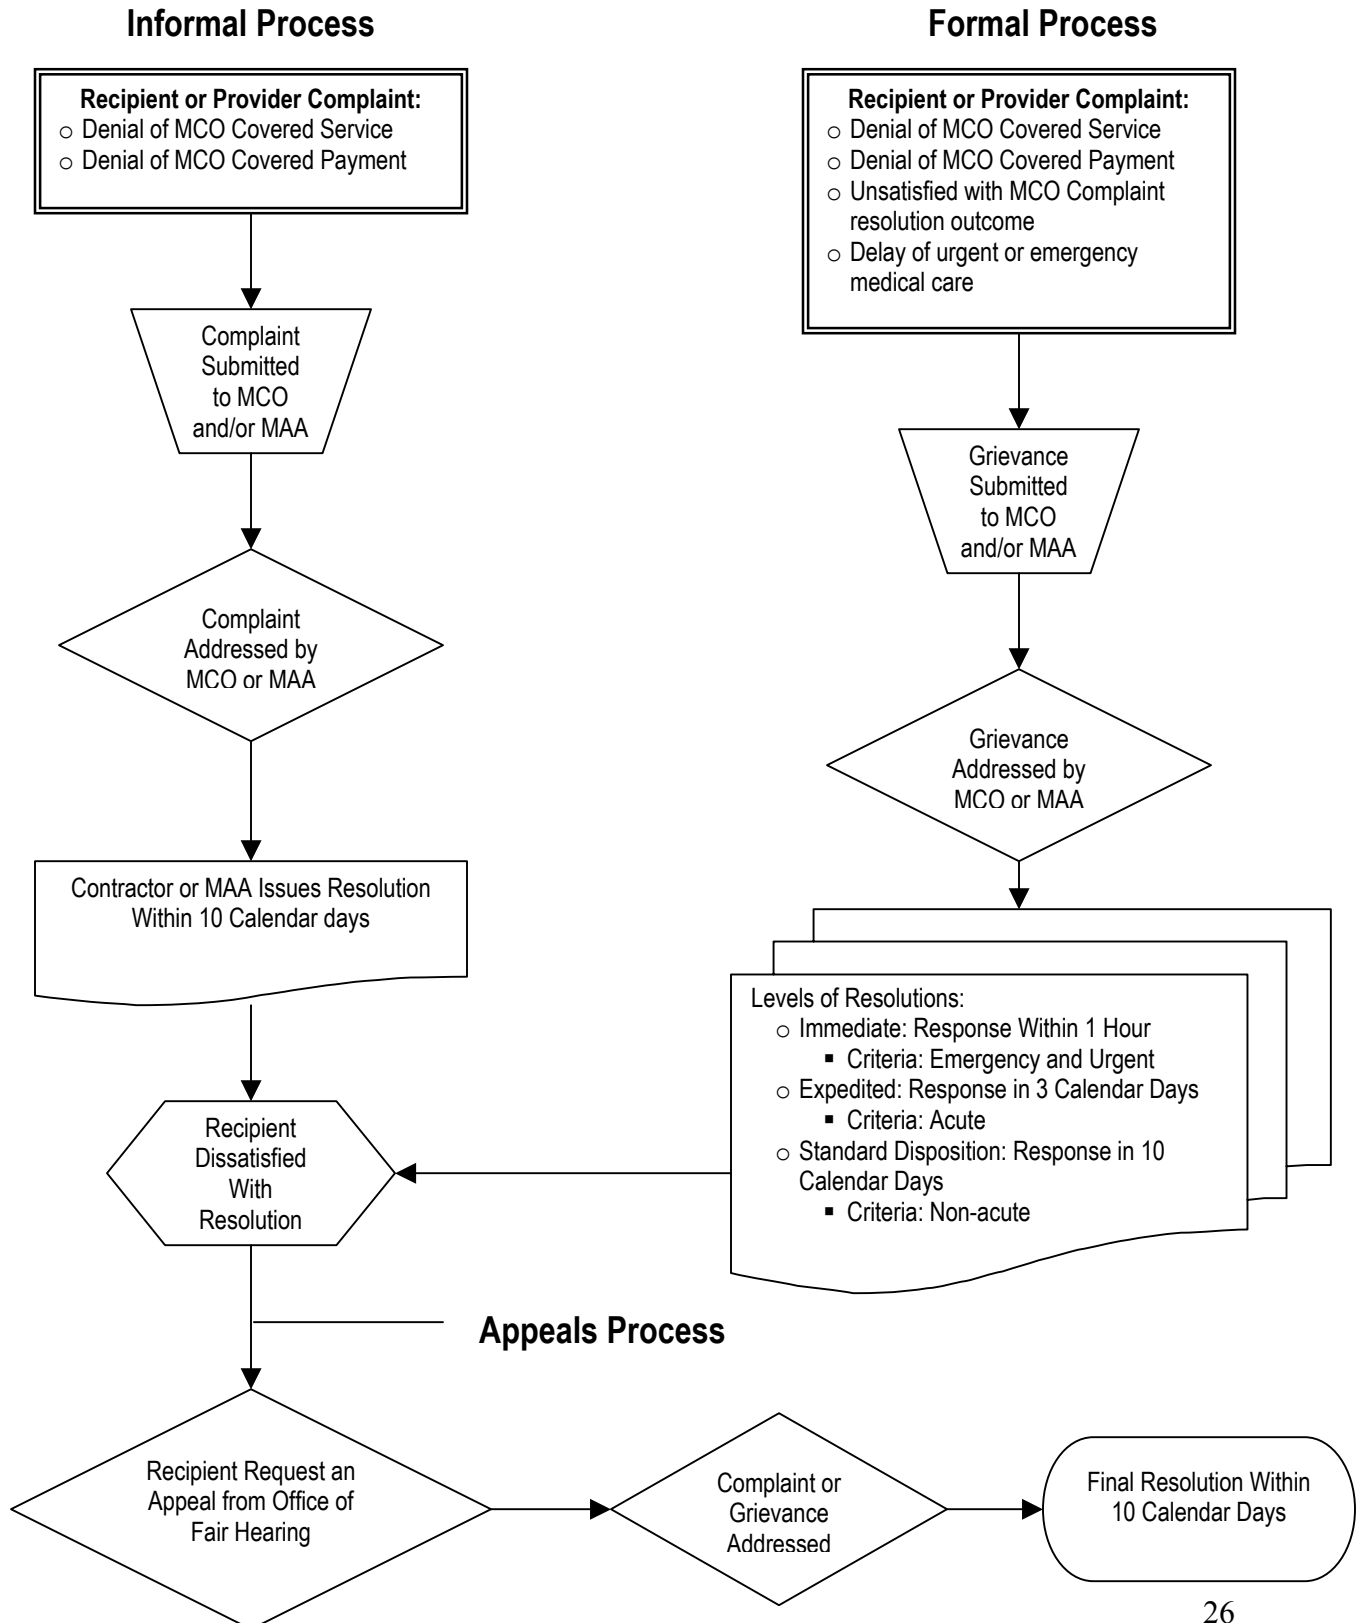 Informal Process
Recipient or Provider Complaint:
○ Denial of MCO Covered Service
○ Denial of MCO Covered Payment
Complaint
Submitted
to MCO
and/or MAA
Complaint
Addressed by
MCO or MAA
Contractor or MAA Issues Resolution
Within 10 Calendar days
Formal Process
Recipient or Provider Complaint:
○ Denial of MCO Covered Service
○ Denial of MCO Covered Payment
○ Unsatisfied with MCO Complaint
resolution outcome
○ Delay of urgent or emergency
medical care
Grievance
Submitted
to MCO
and/or MAA
Grievance
Addressed by
MCO or MAA
Levels of Resolutions:
○ Immediate: Response Within 1 Hour
▪ Criteria: Emergency and Urgent
○ Expedited: Response in 3 Calendar Days
▪ Criteria: Acute
○ Standard Disposition: Response in 10
Calendar Days
▪ Criteria: Non-acute
Recipient
Dissatisfied
With
Resolution
Appeals Process
Recipient Request an
Appeal from Office of
Fair Hearing
Complaint or
Grievance
Addressed
Final Resolution Within
10 Calendar Days
26